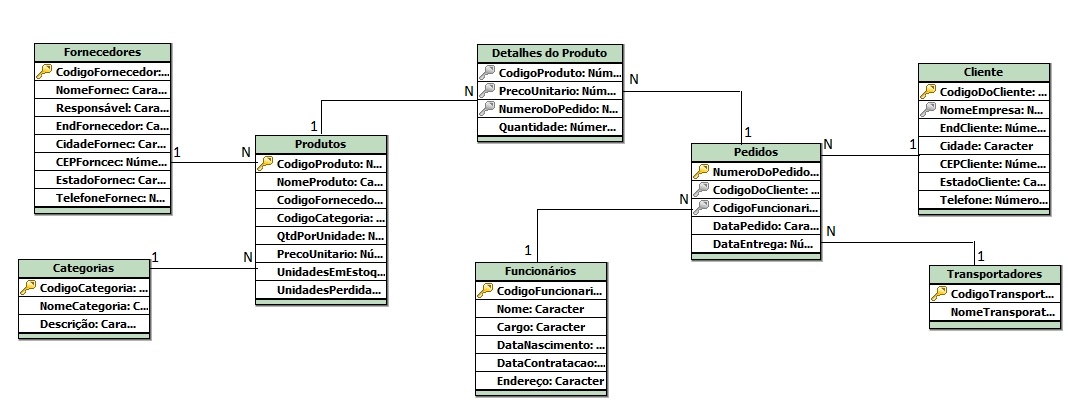 Fornecedores
CodigoFornecedor:...
NomeFornec: Cara...
Responsável: Cara...
EndFornecedor: Ca...
CidadeFornec: Car...
CEPForncec: Núme...
EstadoFornec: Car...
TelefoneFornec: N...
1
N
Categorias
CodigoCategoria: ...
NomeCategoria: C...
Descrição: Cara...
1
N
Produtos
CodigoProduto: N...
NomeProduto: Ca...
CodigoFornecedo...
CodigoCategoria: ...
QtdPorUnidade: N...
PrecoUnitario: Nú...
UnidadesEmEstoq...
UnidadesPerdida...
1
N
Detalhes do Produto
CodigoProduto: Núm...
PrecoUnitario: Núm...
NumeroDoPedido: N...
Quantidade: Númer...
N
1
Pedidos
NumeroDoPedido...
CodigoDoCliente: ...
CodigoFuncionari...
DataPedido: Cara...
DataEntrega: Nú...
N
1
Funcionários
CodigoFuncionari...
Nome: Caracter
Cargo: Caracter
DataNascimento: ...
DataContratacao:...
Endereço: Caracter
N
1
Cliente
CodigoDoCliente: ...
NomeEmpresa: N...
EndCliente: Núme...
Cidade: Caracter
CEPCliente: Núme...
EstadoCliente: Ca...
Telefone: Número...
N
1
Transportadores
CodigoTransport...
NomeTransporat...